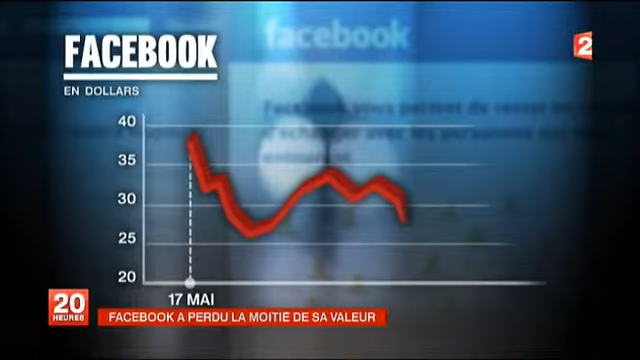 FACEBOOK
EN DOLLARS
facebook
2
40
35
30
25
20
17 MAI
20
HEURES
FACEBOOK A PERDU LA MOITIE DE SA VALEUR